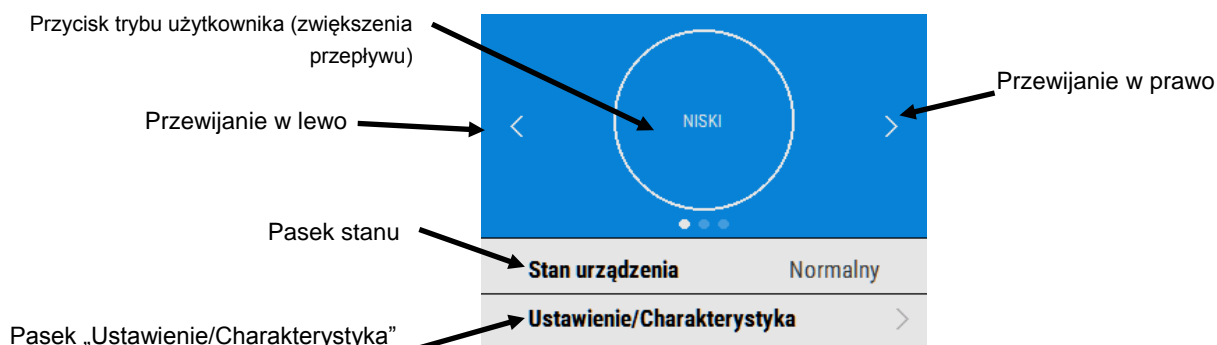 Przycisk trybu użytkownika (zwiększenia
przepływu)
Przewijanie w prawo
Przewijanie w lewo
NISKI
Pasek stanu
Stan urządzenia Normalny
Ustawienie/Charakterystyka
Pasek „Ustawienie/Charakterystyka”